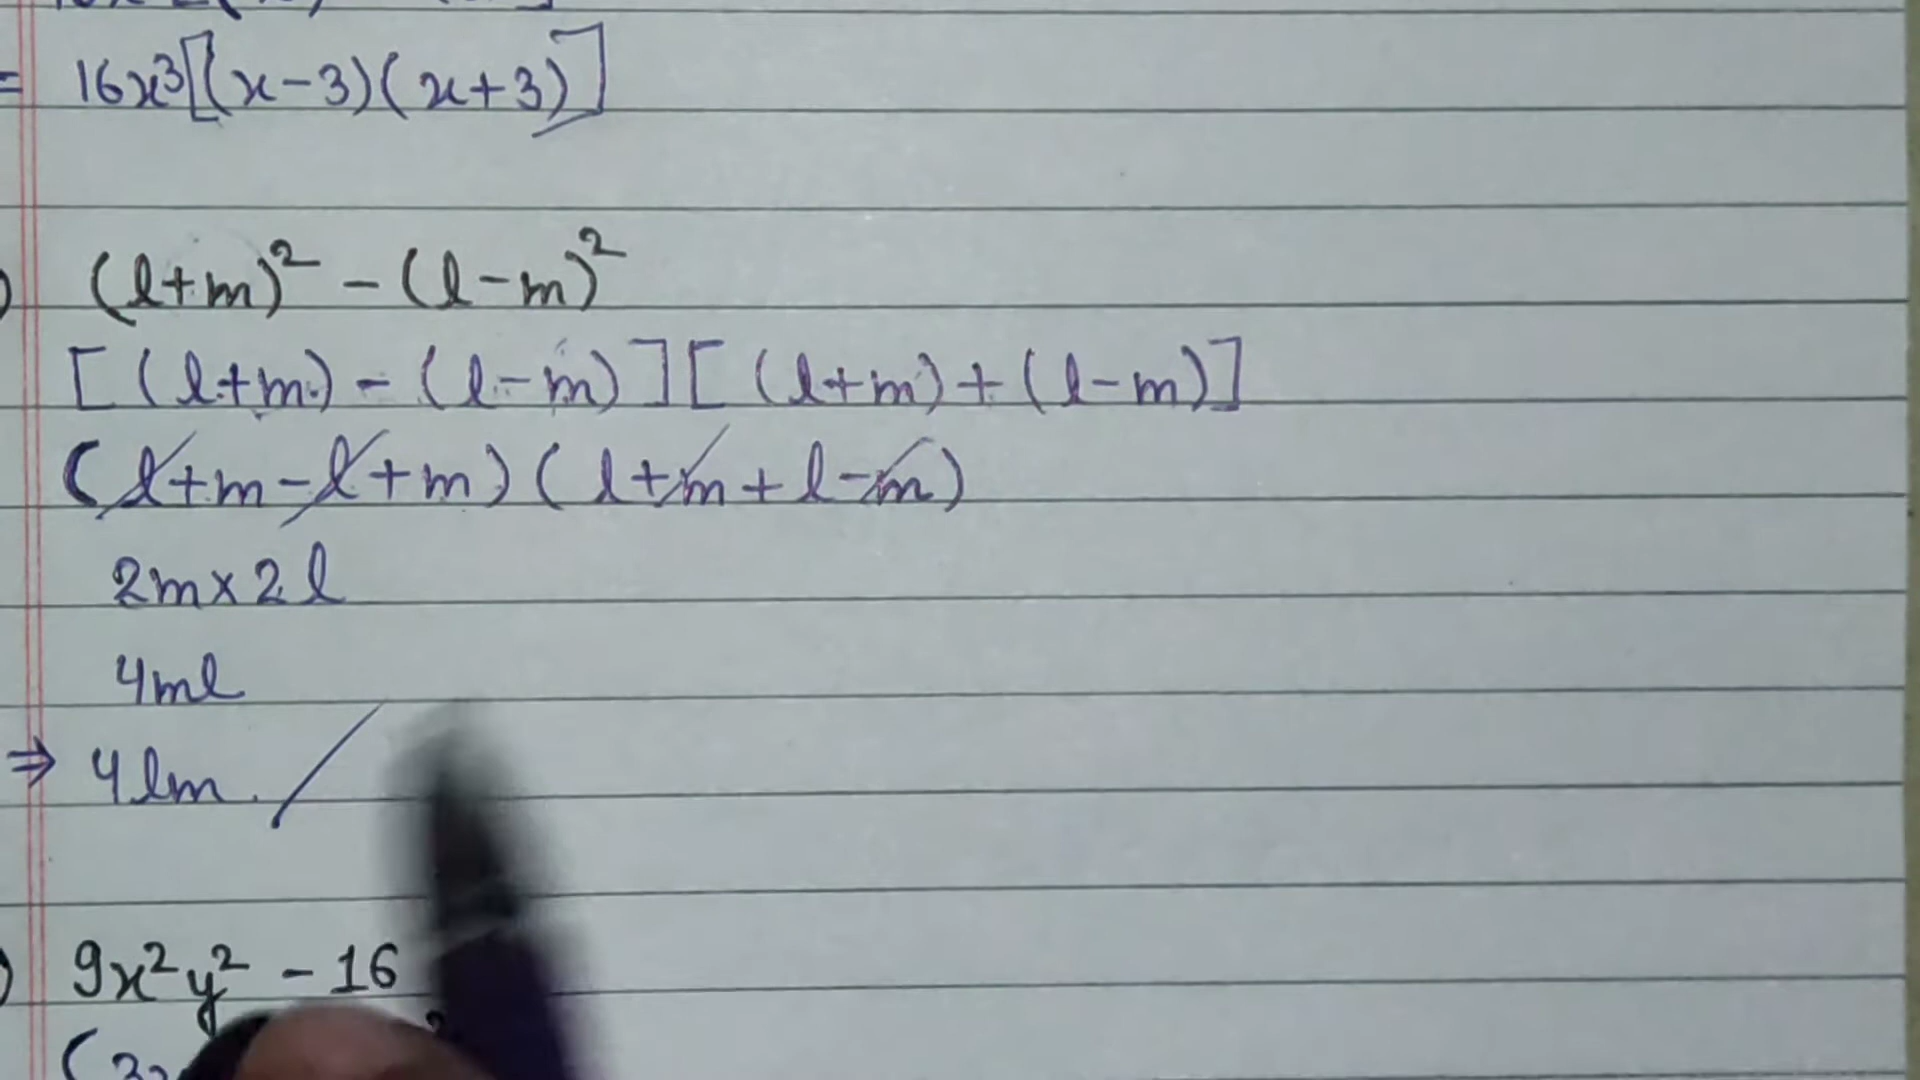 = 16x³[(x-3)(x+3)]
) (l+m)² - (l-m)²
[(l+m) - (l-m)][(l+m)+(l-m)]
(l+m-l+m)(l+m+l-m)
2m×2l
4ml
⇒ 4lm.
) 9x²y² - 16